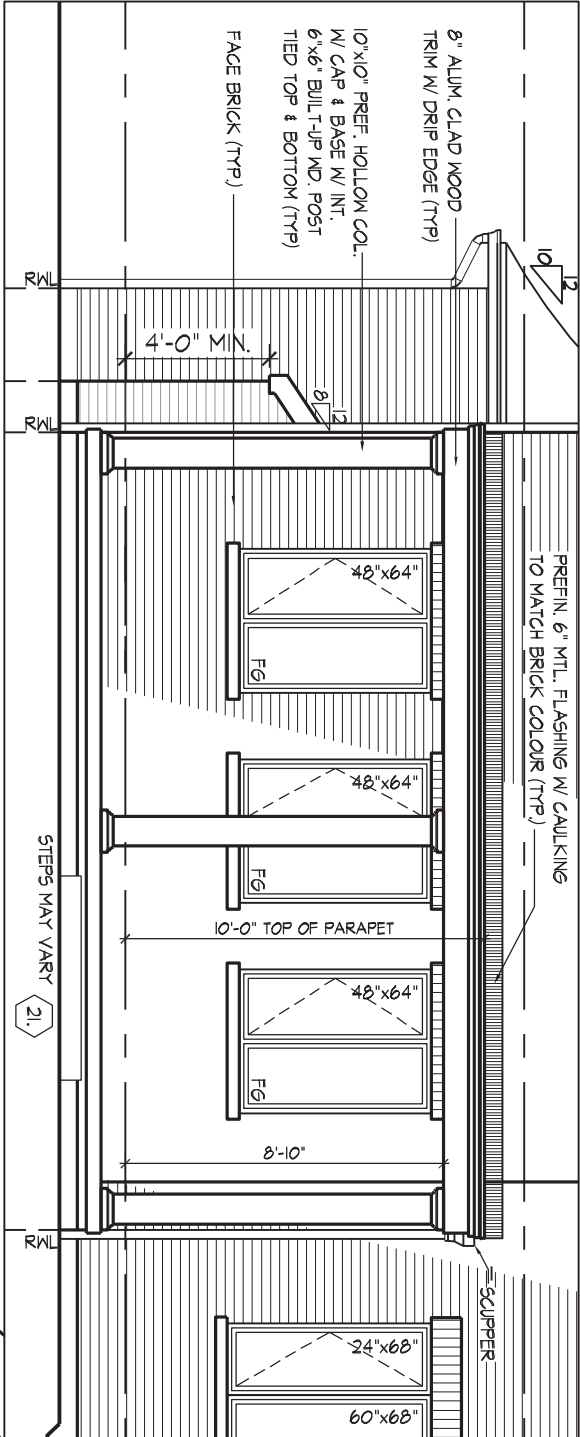 8" ALUM. CLAD WOOD
TRIM W/ DRIP EDGE (TYP)
10"x10" PREF. HOLLOW COL.
W/ CAP & BASE W/ INT.
6"x6" BUILT-UP WD. POST
TIED TOP & BOTTOM (TYP)
FACE BRICK (TYP.)
12
10
PREFIN. 6" MTL. FLASHING W/ CAULKING
TO MATCH BRICK COLOUR (TYP.)
RWL
4'-0" MIN.
12
8
RWL
48"x64"
FG
48"x64"
FG
10'-0" TOP OF PARAPET
48"x64"
FG
8'-10"
STEPS MAY VARY
21.
RWL
SCUPPER
24"x68"
60"x68"